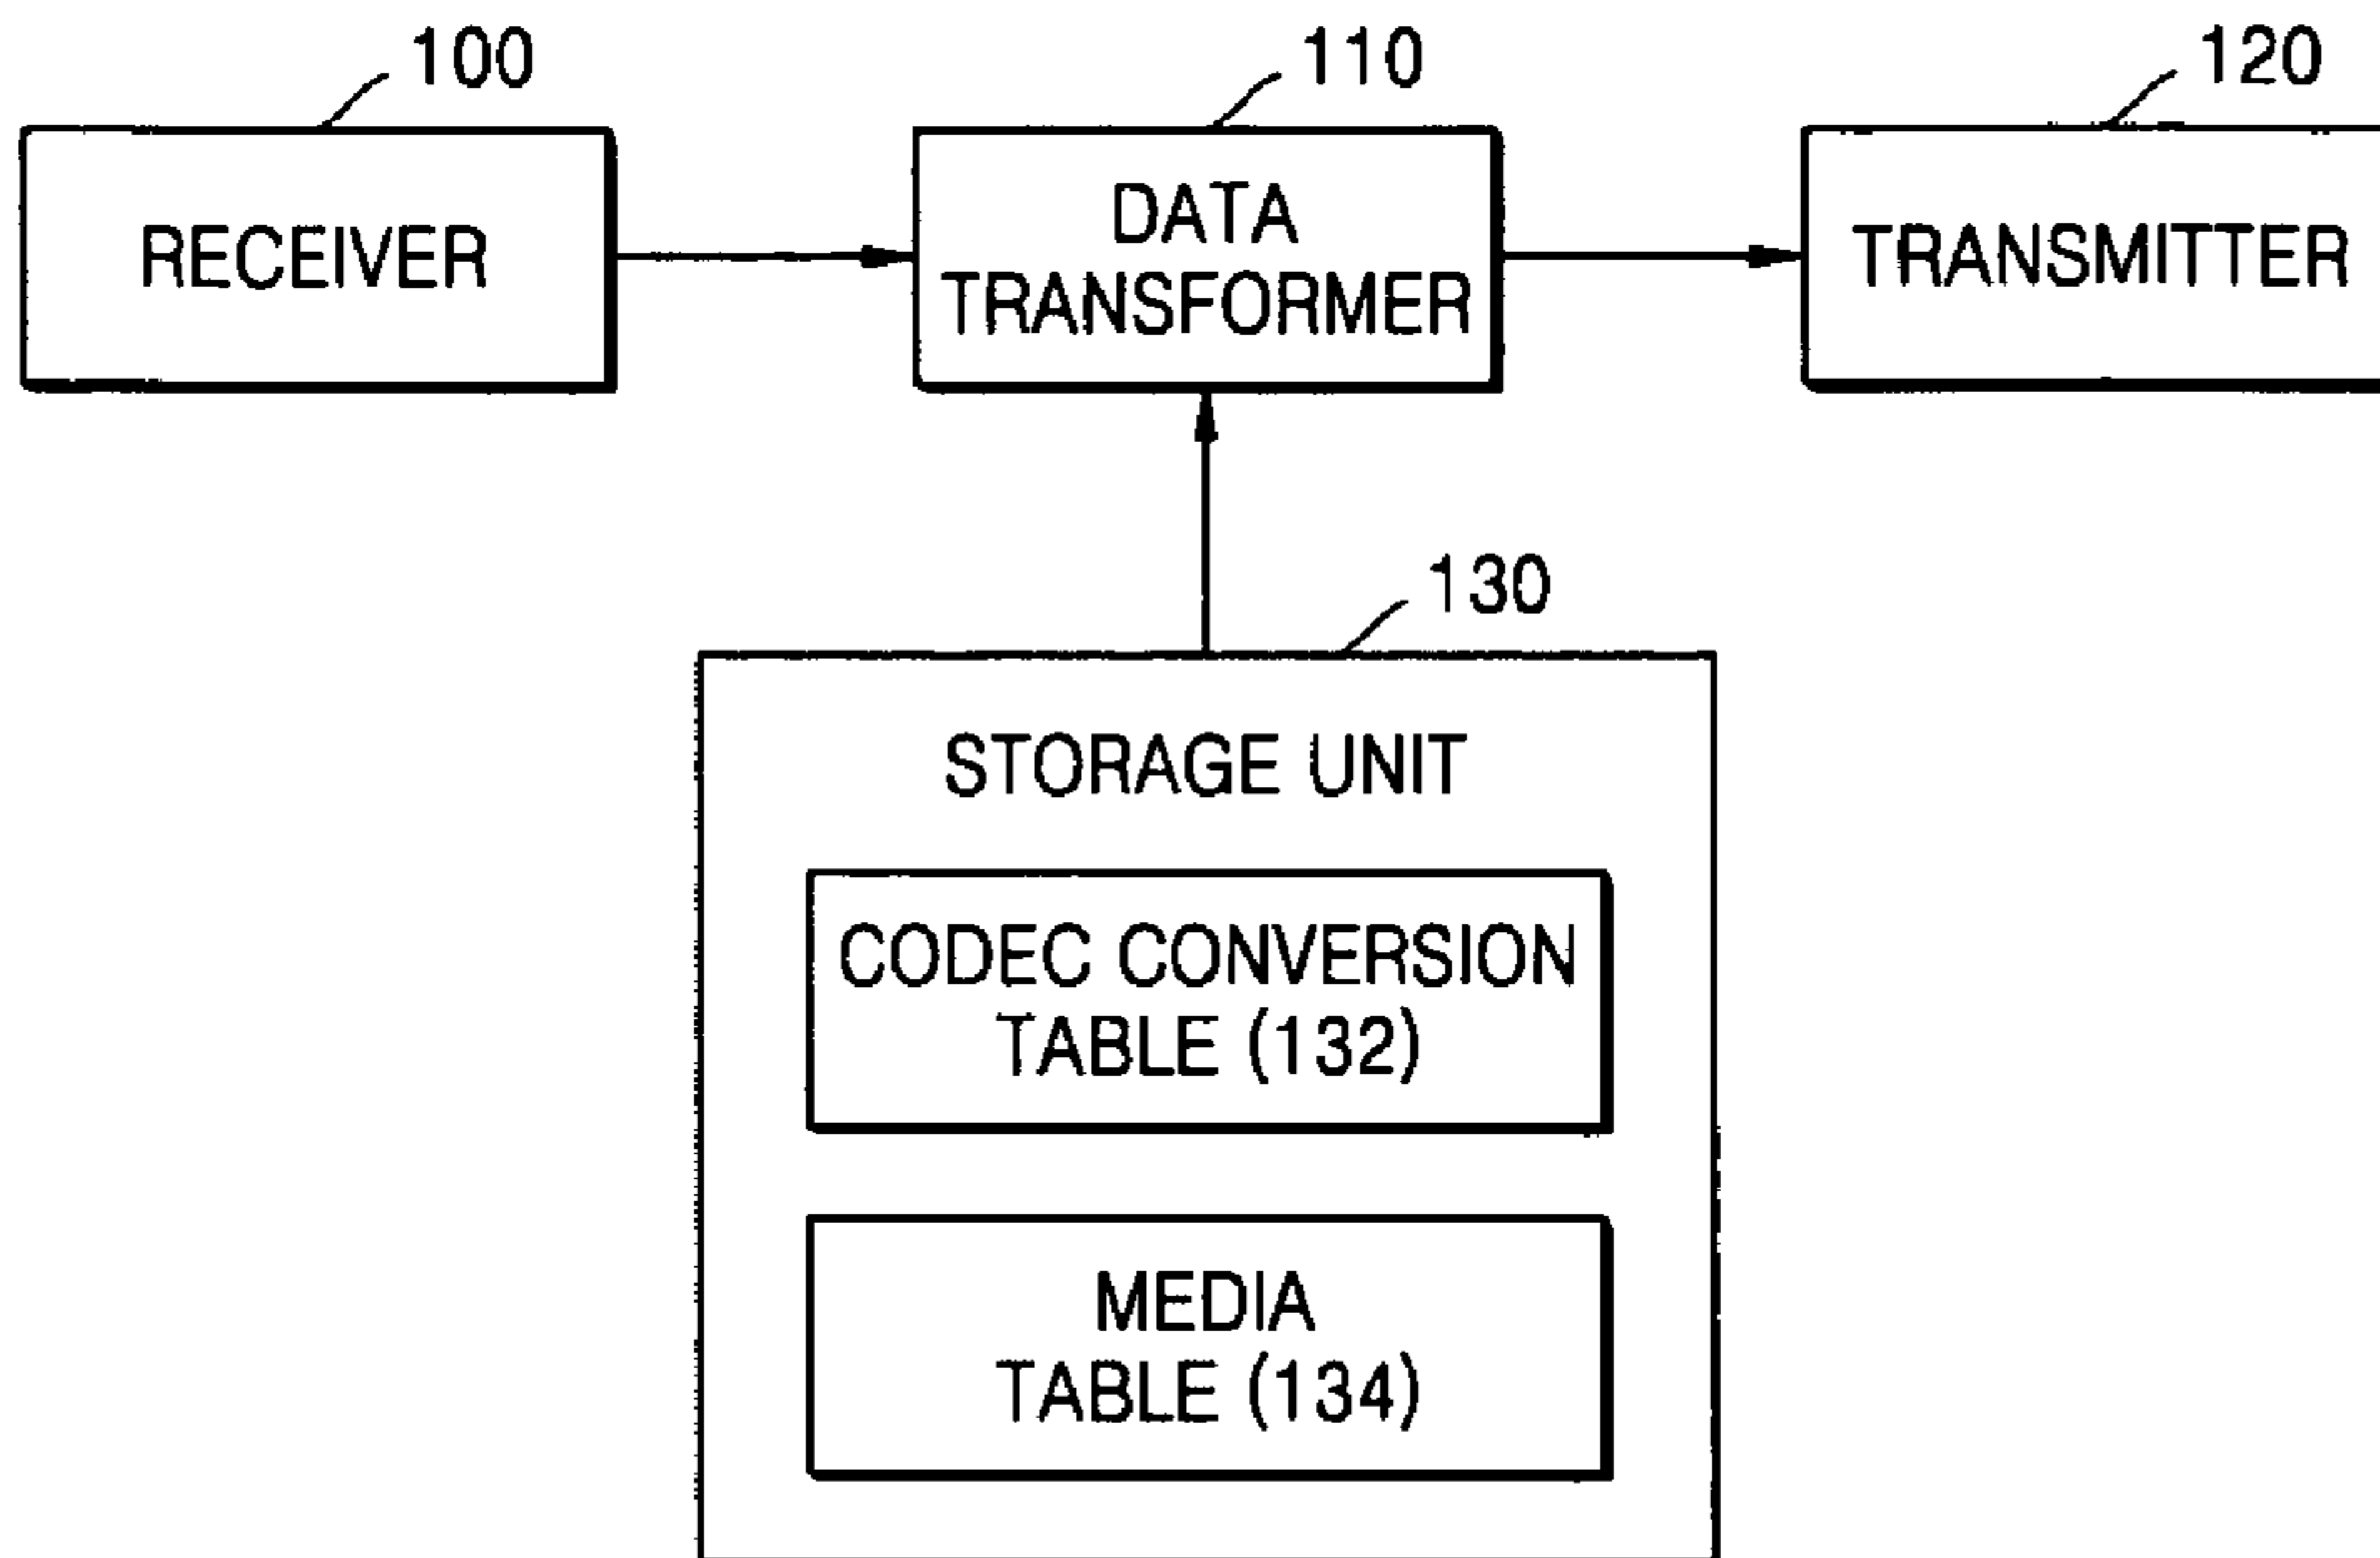 100
110
120
RECEIVER
DATA
TRANSFORMER
TRANSMITTER
130
STORAGE UNIT
CODEC CONVERSION
TABLE (132)
MEDIA
TABLE (134)